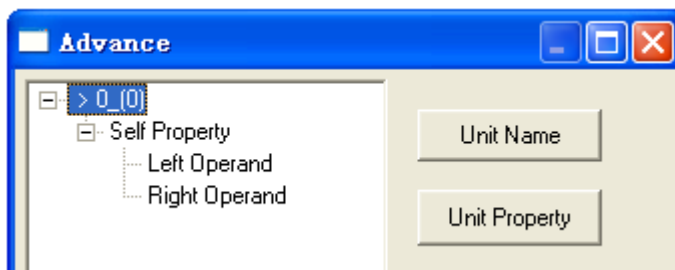 Advance
> 0_(0)
Self Property
Left Operand
Right Operand
Unit Name
Unit Property